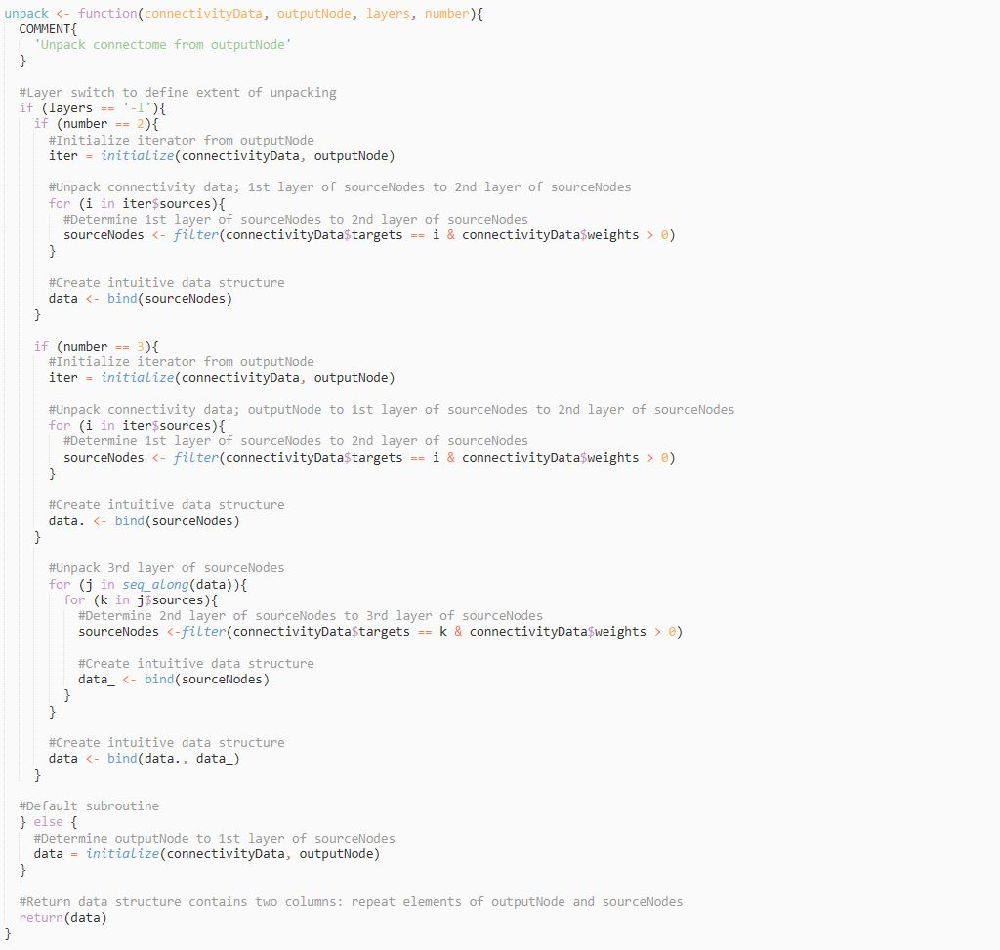 unpack <- function(connectivityData, outputNode, layers, number){
  COMMENT{
    'Unpack connectome from outputNode'
  }

  #Layer switch to define extent of unpacking
  if (layers == '-l'){
    if (number == 2){
      #Initialize iterator from outputNode
      iter = initialize(connectivityData, outputNode)

      #Unpack connectivity data; 1st layer of sourceNodes to 2nd layer of sourceNodes
      for (i in iter$sources){
        #Determine 1st layer of sourceNodes to 2nd layer of sourceNodes
        sourceNodes <- filter(connectivityData$targets == i & connectivityData$weights > 0)
      }

      #Create intuitive data structure
      data <- bind(sourceNodes)
    }

    if (number == 3){
      #Initialize iterator from outputNode
      iter = initialize(connectivityData, outputNode)

      #Unpack connectivity data; outputNode to 1st layer of sourceNodes to 2nd layer of sourceNodes
      for (i in iter$sources){
        #Determine 1st layer of sourceNodes to 2nd layer of sourceNodes
        sourceNodes <- filter(connectivityData$targets == i & connectivityData$weights > 0)
      }

      #Create intuitive data structure
      data. <- bind(sourceNodes)
    }

      #Unpack 3rd layer of sourceNodes
      for (j in seq_along(data)){
        for (k in j$sources){
          #Determine 2nd layer of sourceNodes to 3rd layer of sourceNodes
          sourceNodes <-filter(connectivityData$targets == k & connectivityData$weights > 0)

          #Create intuitive data structure
          data_ <- bind(sourceNodes)
        }
      }

      #Create intuitive data structure
      data <- bind(data., data_)
    }

  #Default subroutine
  } else {
    #Determine outputNode to 1st layer of sourceNodes
    data = initialize(connectivityData, outputNode)
  }

  #Return data structure contains two columns: repeat elements of outputNode and sourceNodes
  return(data)
}